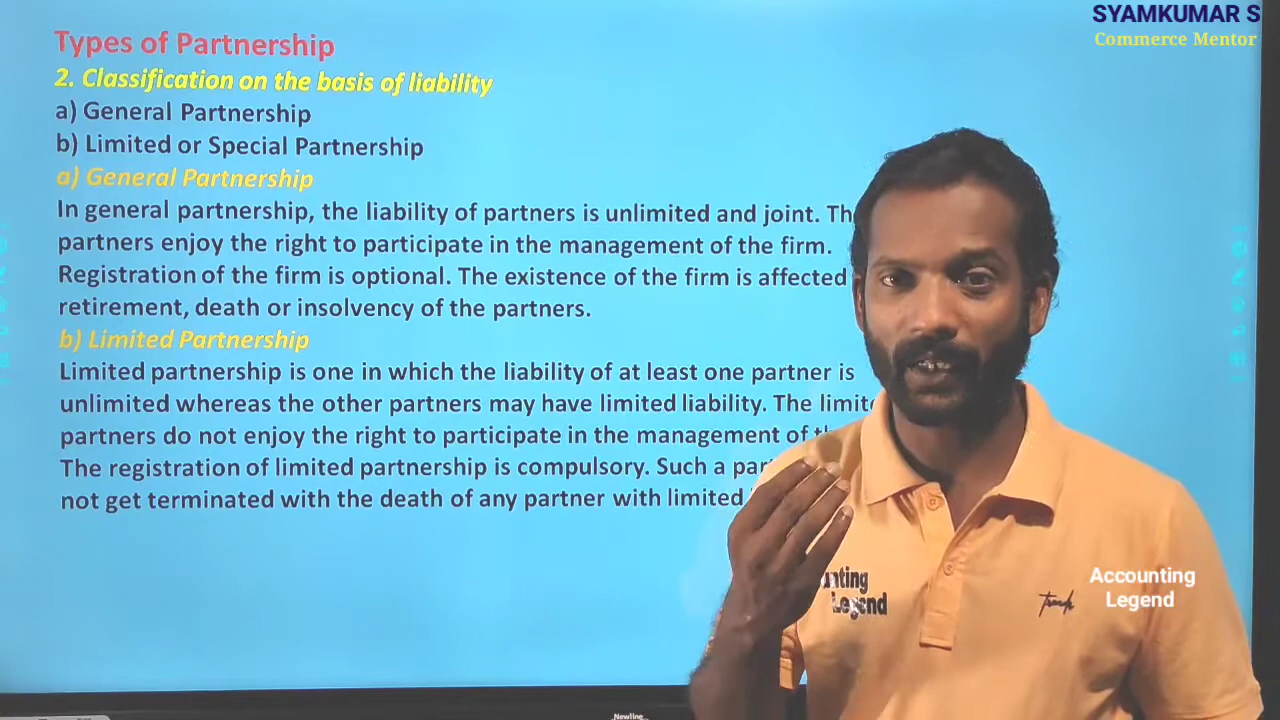 SYAMKUMAR S
Commerce Mentor
Types of Partnership
2. Classification on the basis of liability
a) General Partnership
b) Limited or Special Partnership
a) General Partnership
In general partnership, the liability of partners is unlimited and joint.
partners enjoy the right to participate in the management of the firm.
Registration of the firm is optional. The existence of the firm is affected
retirement, death or insolvency of the partners.
b) Limited Partnership
Limited partnership is one in which the liability of at least one partner is
unlimited whereas the other partners may have limited liability. The
partners do not enjoy the right to participate in the management of
The registration of limited partnership is compulsory. Such a
not get terminated with the death of any partner with limited
Legend
Accounting
Legend
Newline